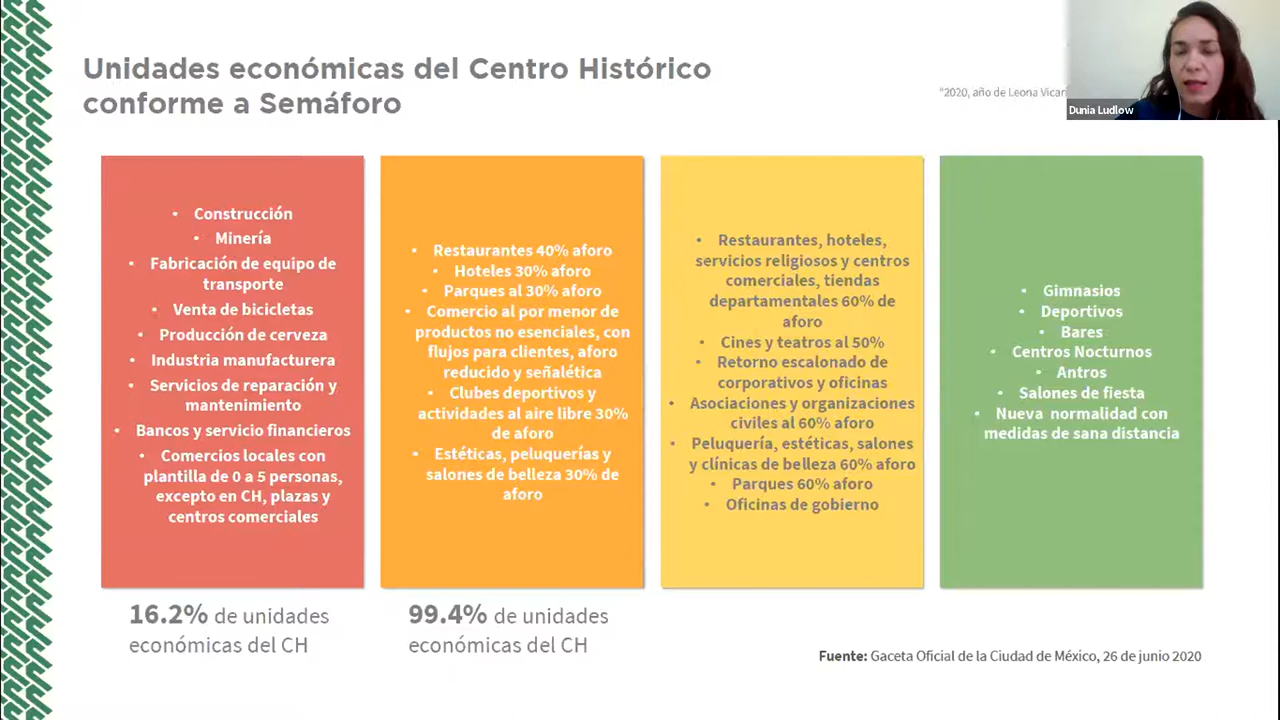 Unidades económicas del Centro Histórico
conforme a Semáforo
"2020, año de Leona Vicari
Dunia Ludlow
• Construcción
• Minería
• Fabricación de equipo de
transporte
• Venta de bicicletas
• Producción de cerveza
• Industria manufacturera
• Servicios de reparación y
mantenimiento
• Bancos y servicio financieros
• Comercios locales con
plantilla de 0 a 5 personas,
excepto en CH, plazas y
centros comerciales
• Restaurantes 40% aforo
• Hoteles 30% aforo
• Parques al 30% aforo
• Comercio al por menor de
productos no esenciales, con
flujos para clientes, aforo
reducido y señalética
• Clubes deportivos y
actividades al aire libre 30%
de aforo
• Estéticas, peluquerías y
salones de belleza 30% de
aforo
• Restaurantes, hoteles,
servicios religiosos y centros
comerciales, tiendas
departamentales 60% de
aforo
• Cines y teatros al 50%
• Retorno escalonado de
corporativos y oficinas
• Asociaciones y organizaciones
civiles al 60% aforo
• Peluquería, estéticas, salones
y clínicas de belleza 60% aforo
• Parques 60% aforo
• Oficinas de gobierno
• Gimnasios
• Deportivos
• Bares
• Centros Nocturnos
• Antros
• Salones de fiesta
• Nueva normalidad con
medidas de sana distancia
16.2% de unidades
económicas del CH
99.4% de unidades
económicas del CH
Fuente: Gaceta Oficial de la Ciudad de México, 26 de junio 2020